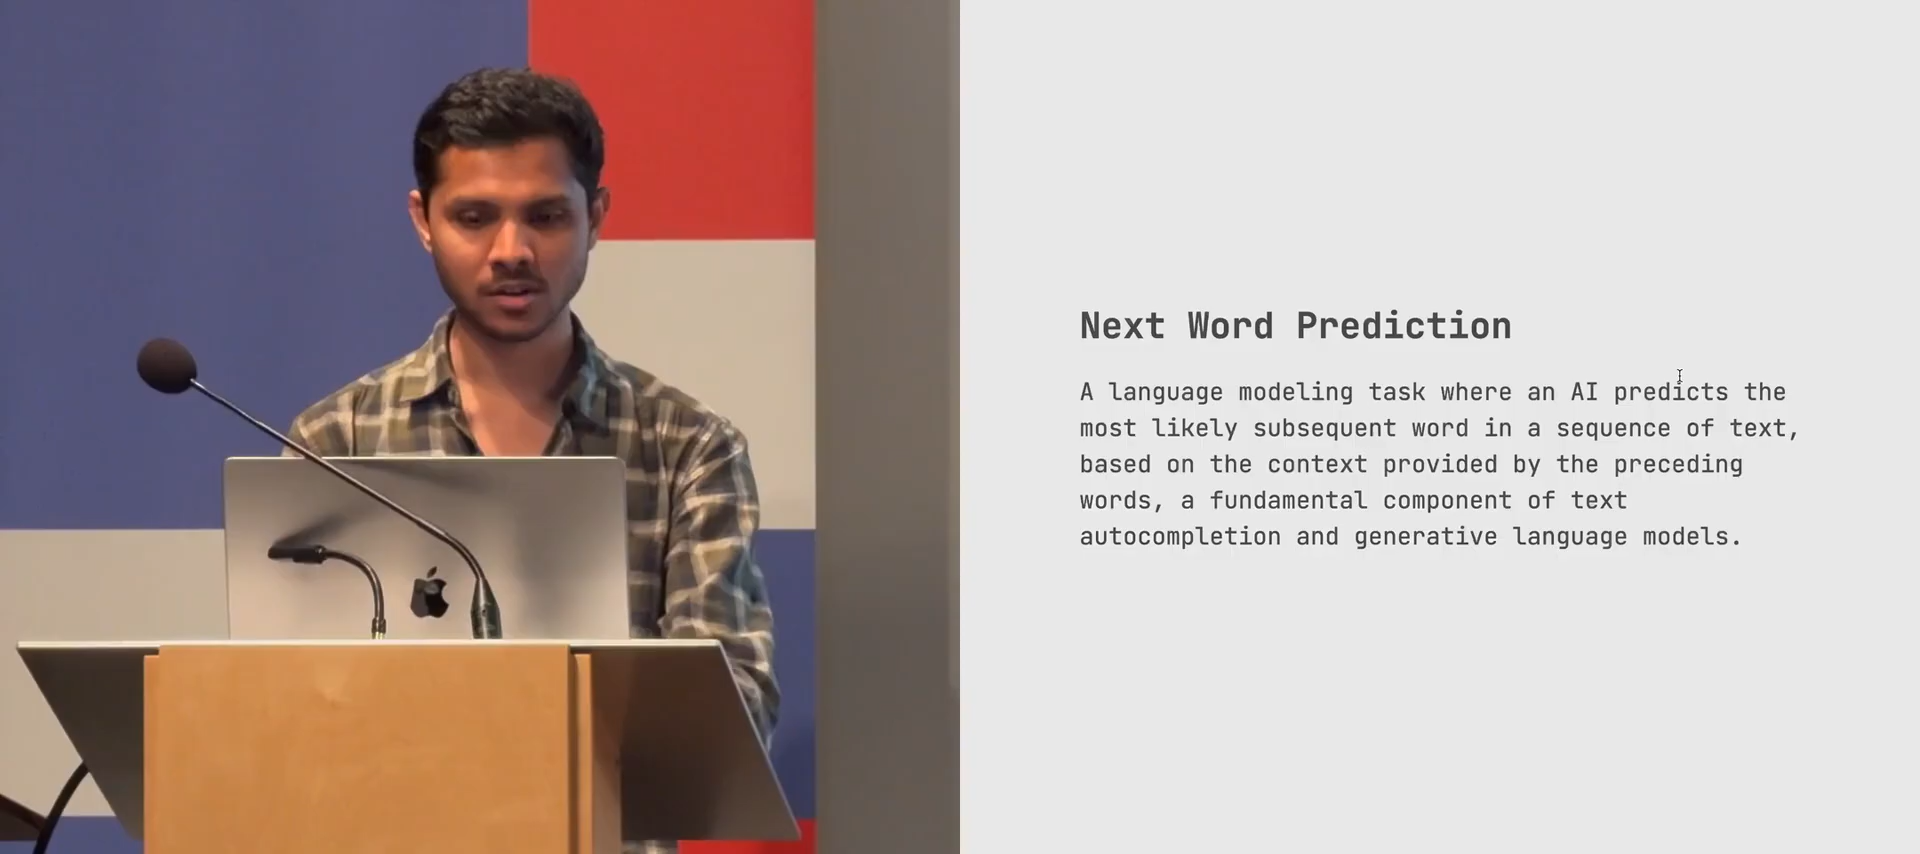 Next Word Prediction
A language modeling task where an AI predicts the
most likely subsequent word in a sequence of text,
based on the context provided by the preceding
words, a fundamental component of text
autocompletion and generative language models.